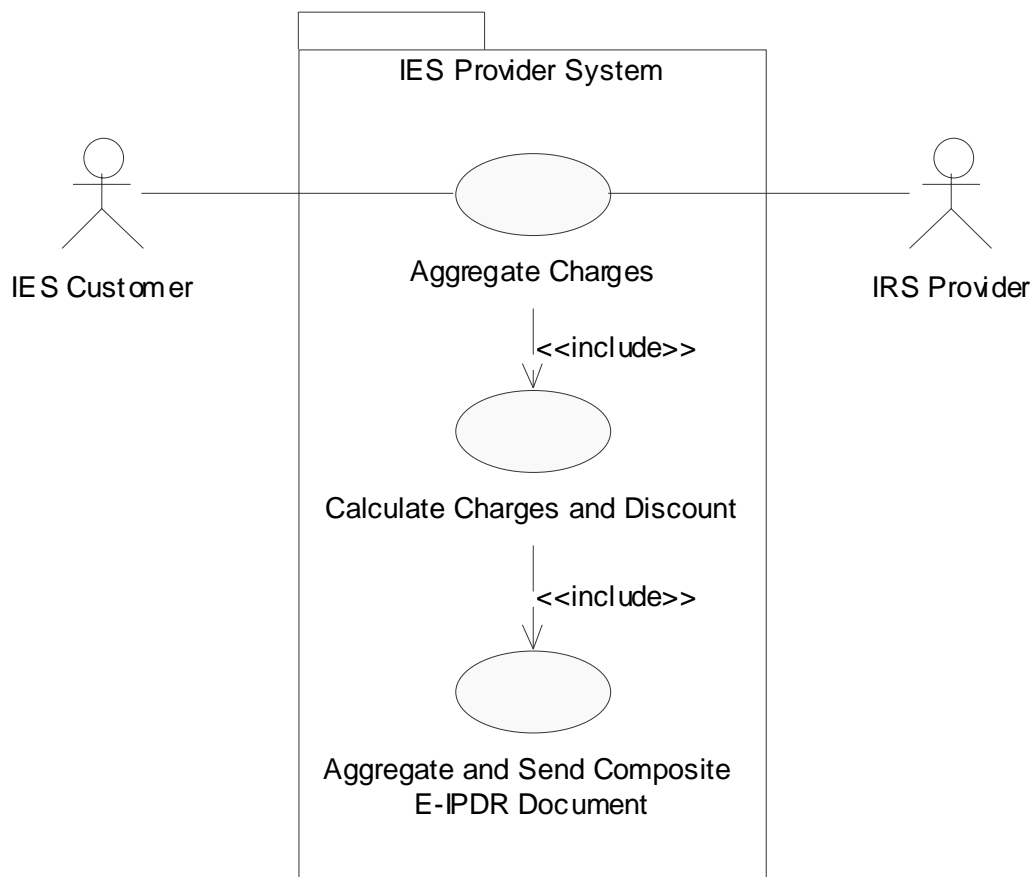 IES Provider System
IES Customer
Aggregate Charges
IRS Provider
<<include>>
Calculate Charges and Discount
<<include>>
Aggregate and Send Composite
E-IPDR Document